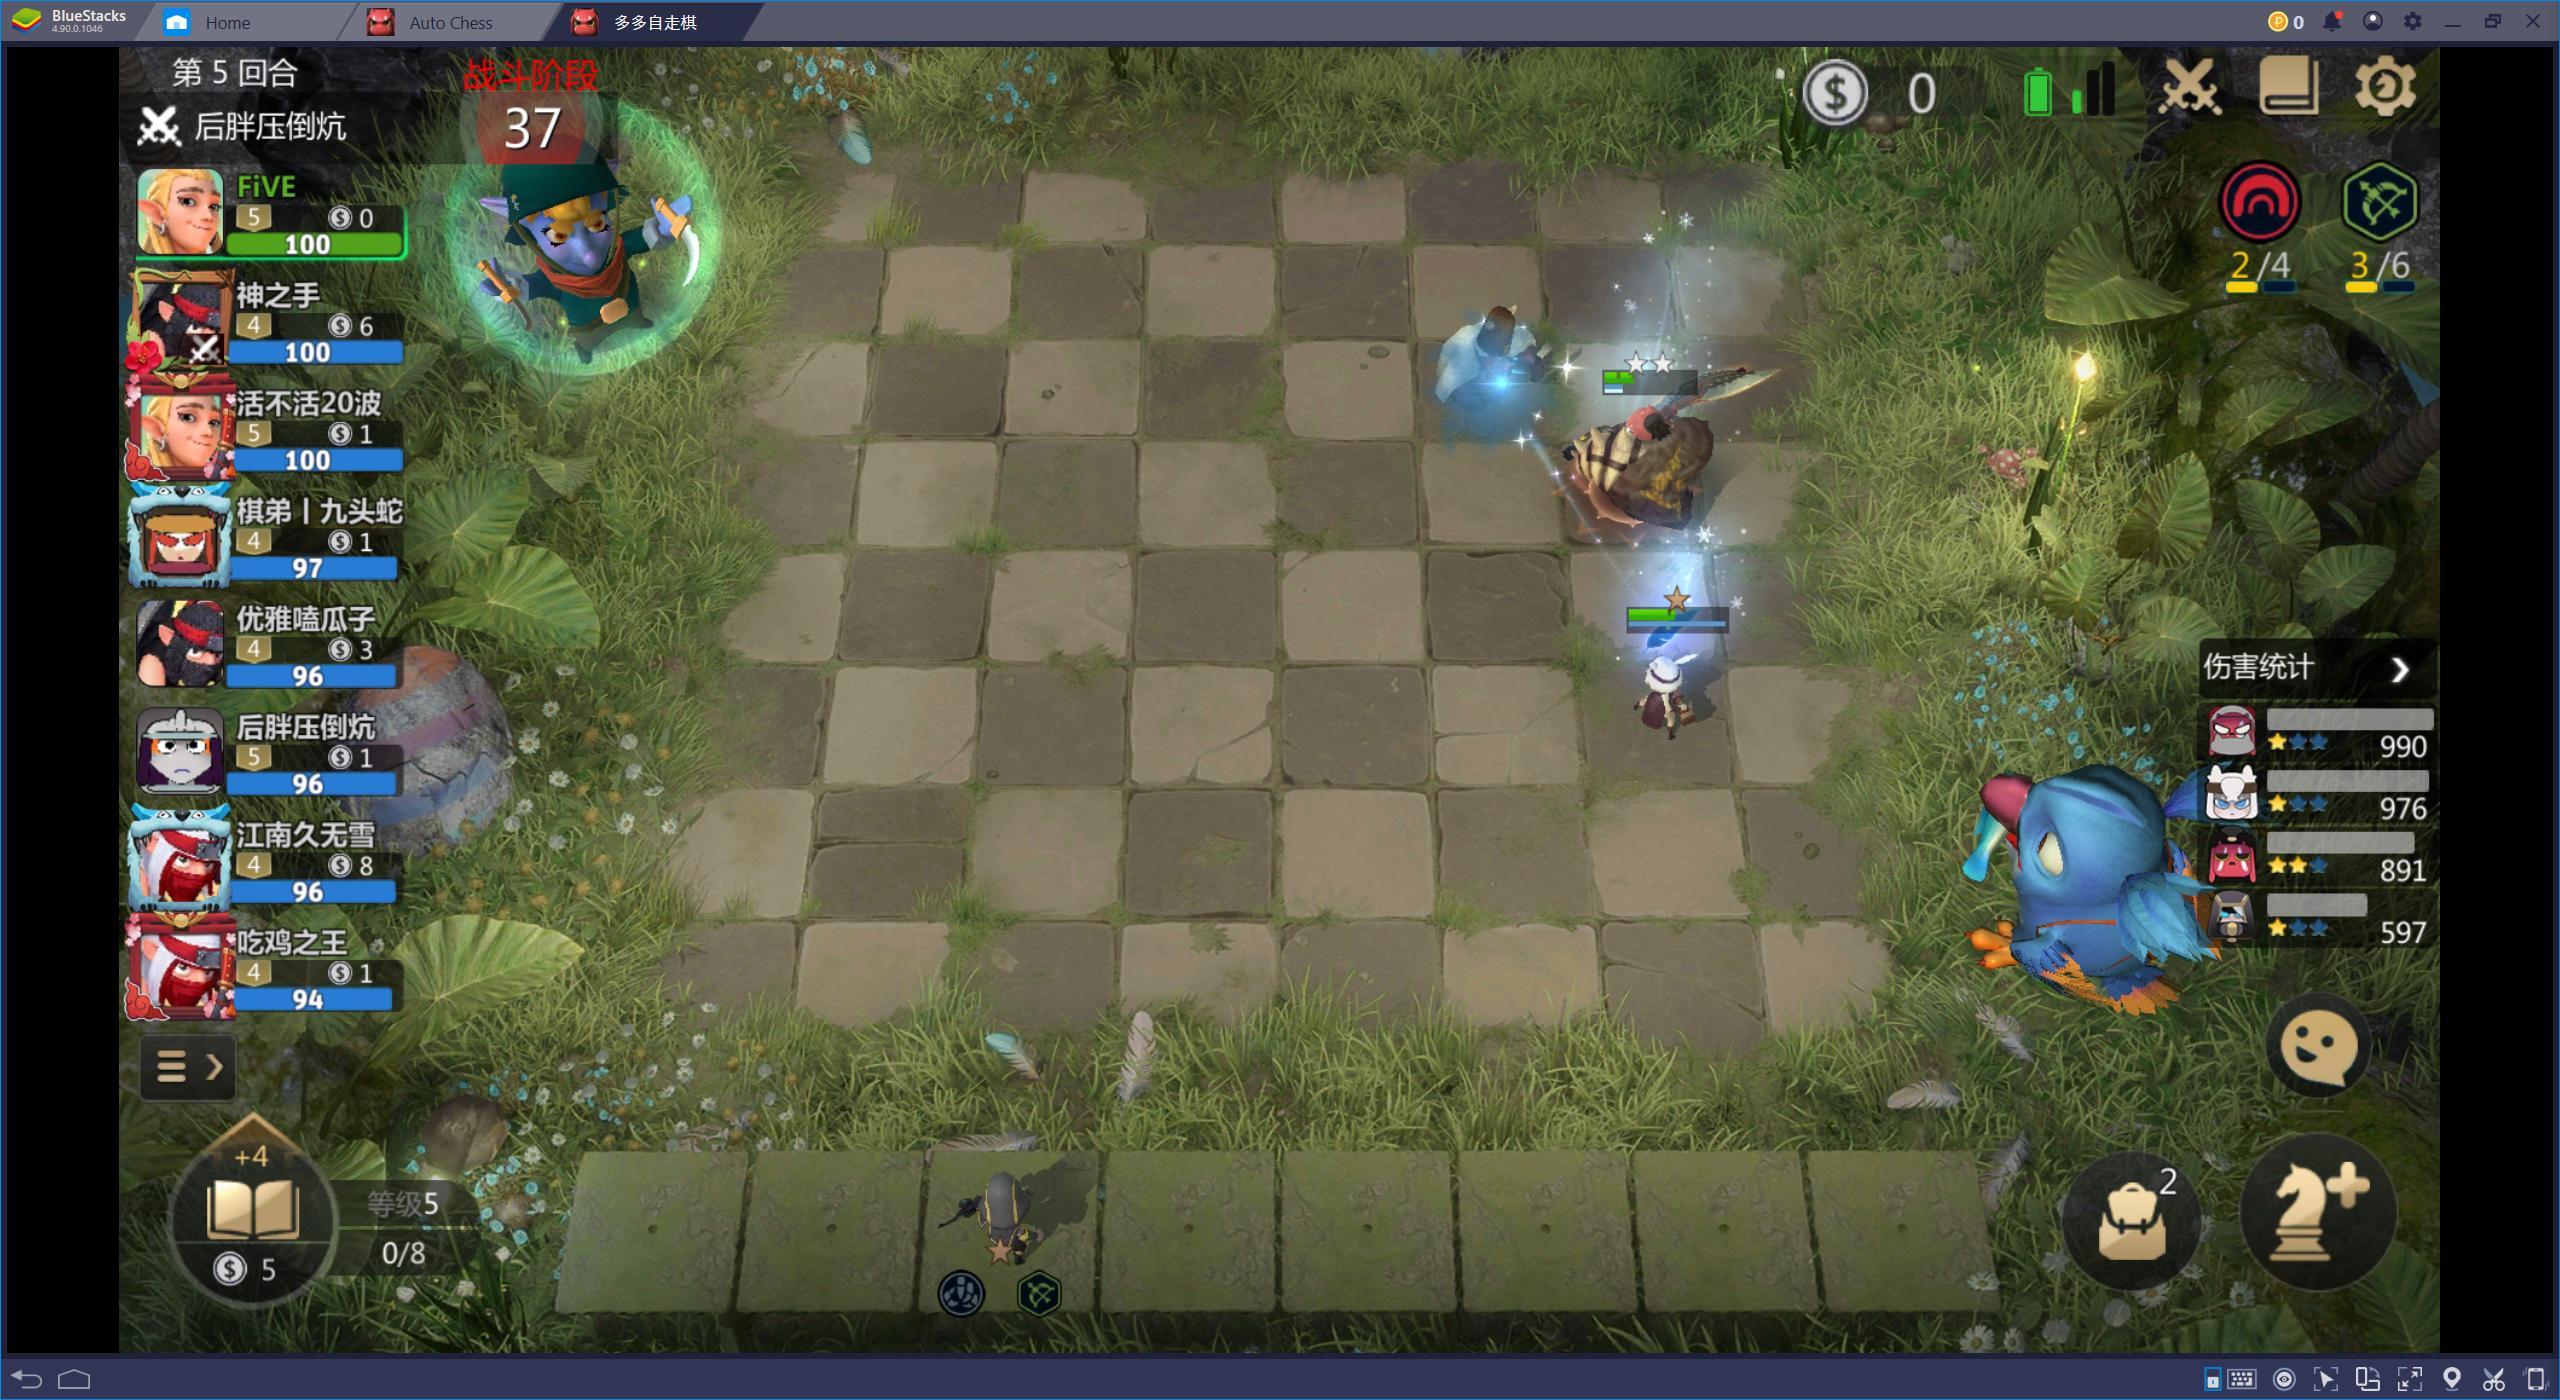 BlueStacks
4.90.0.1046
Home
Auto Chess
多多自走棋
0
第 5 回合
战斗阶段
后胖压倒炕
37
0
FiVE
5
0
100
神之手
4
6
100
活不活20波
5
1
100
棋弟丨九头蛇
4
1
97
优雅嗑瓜子
4
3
96
后胖压倒炕
5
1
96
江南久无雪
4
8
96
吃鸡之王
4
1
94
2/4
3/6
伤害统计
990
976
891
597
+4
5
等级5
0/8
2